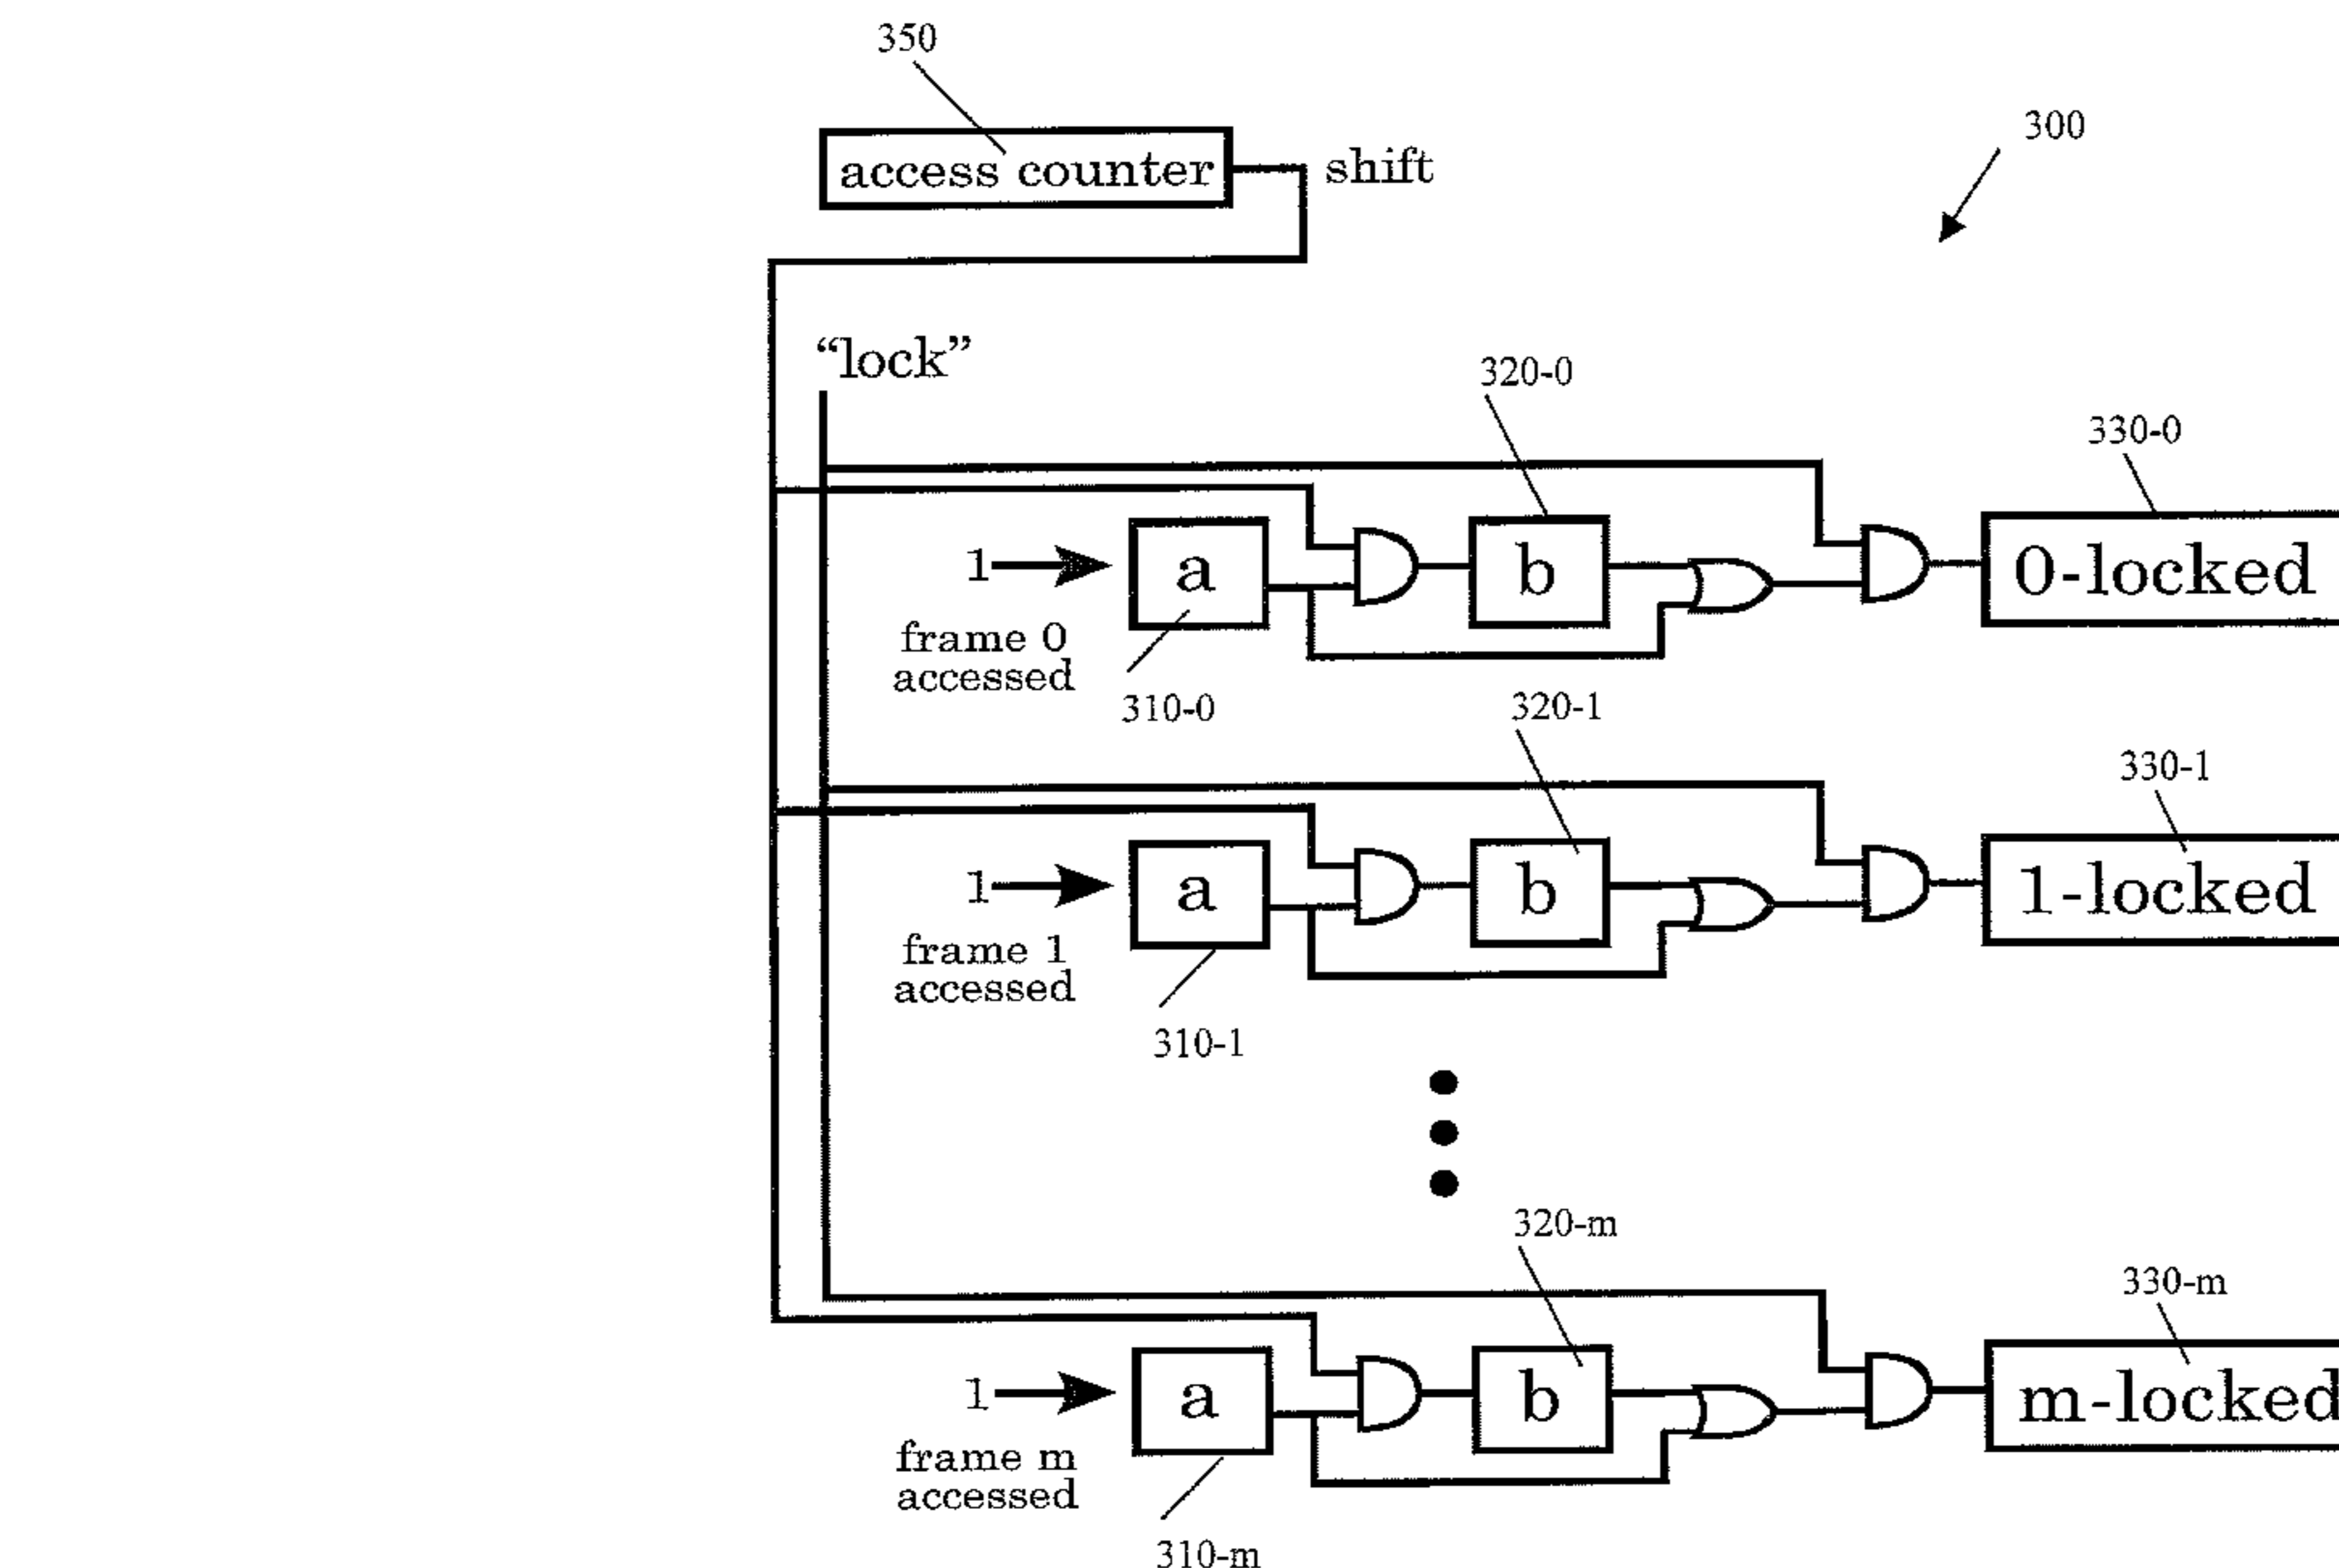 350
300
access counter
shift
“lock”
320-0
330-0
1
a
b
0-locked
frame 0
accessed
310-0
320-1
330-1
1
a
b
1-locked
frame 1
accessed
310-1
320-m
330-m
1
a
b
m-locked
frame m
accessed
310-m